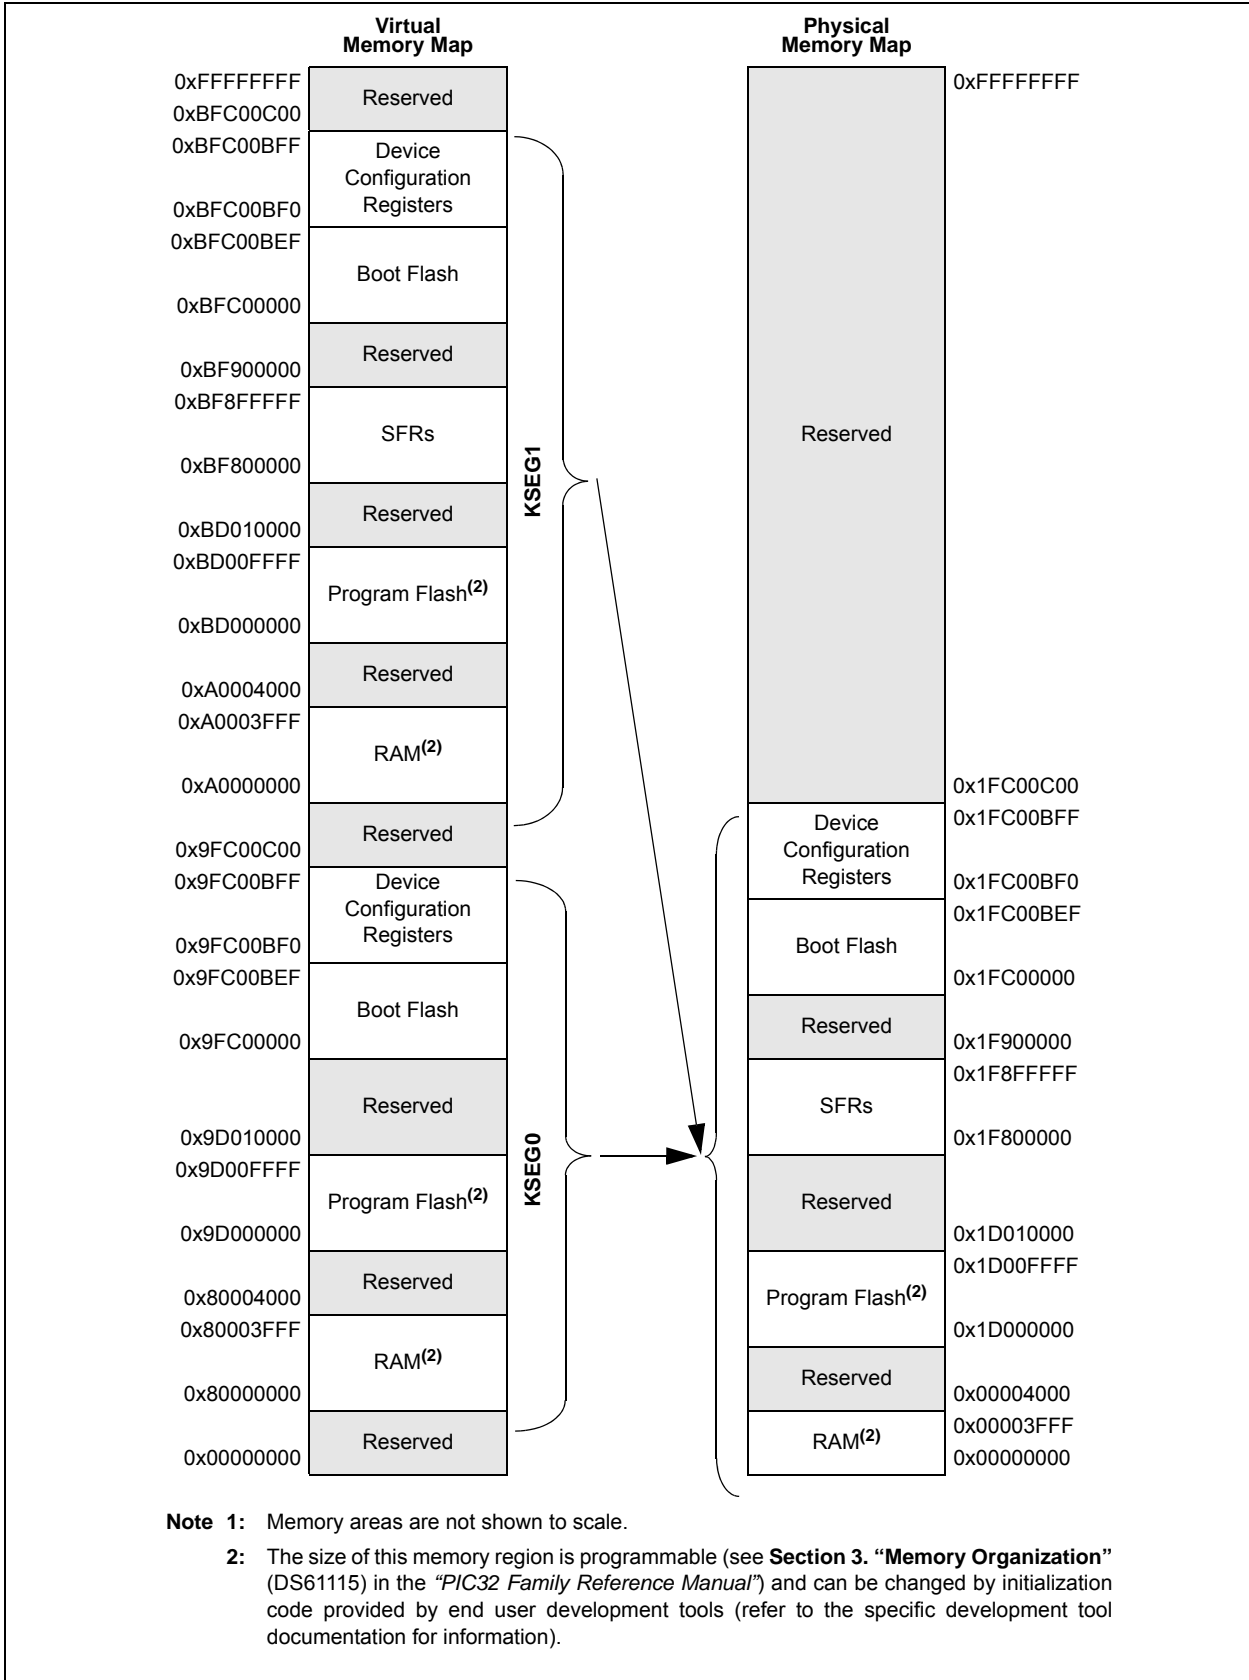 Virtual
Memory Map
0xFFFFFFFF
Reserved
0xBFC00C00
0xBFC00BFF
Device
Configuration
Registers
0xBFC00BF0
0xBFC00BEF
Boot Flash
0xBFC00000
Reserved
0xBF900000
0xBF8FFFFF
SFRs
0xBF800000
Reserved
0xBD010000
0xBD00FFFF
Program Flash(2)
0xBD000000
Reserved
0xA0004000
0xA0003FFF
RAM(2)
0xA0000000
Reserved
0x9FC00C00
0x9FC00BFF
Device
Configuration
Registers
0x9FC00BF0
0x9FC00BEF
Boot Flash
0x9FC00000
Reserved
0x9D010000
0x9D00FFFF
Program Flash(2)
0x9D000000
Reserved
0x80004000
0x80003FFF
RAM(2)
0x80000000
Reserved
0x00000000
KSEG1
KSEG0
Physical
Memory Map
0xFFFFFFFF
Reserved
0x1FC00C00
0x1FC00BFF
Device
Configuration
Registers
0x1FC00BF0
0x1FC00BEF
Boot Flash
0x1FC00000
Reserved
0x1F900000
0x1F8FFFFF
SFRs
0x1F800000
Reserved
0x1D010000
0x1D00FFFF
Program Flash(2)
0x1D000000
Reserved
0x00004000
0x00003FFF
RAM(2)
0x00000000
Note 1: Memory areas are not shown to scale.
2: The size of this memory region is programmable (see Section 3. “Memory Organization”
(DS61115) in the “PIC32 Family Reference Manual”) and can be changed by initialization
code provided by end user development tools (refer to the specific development tool
documentation for information).